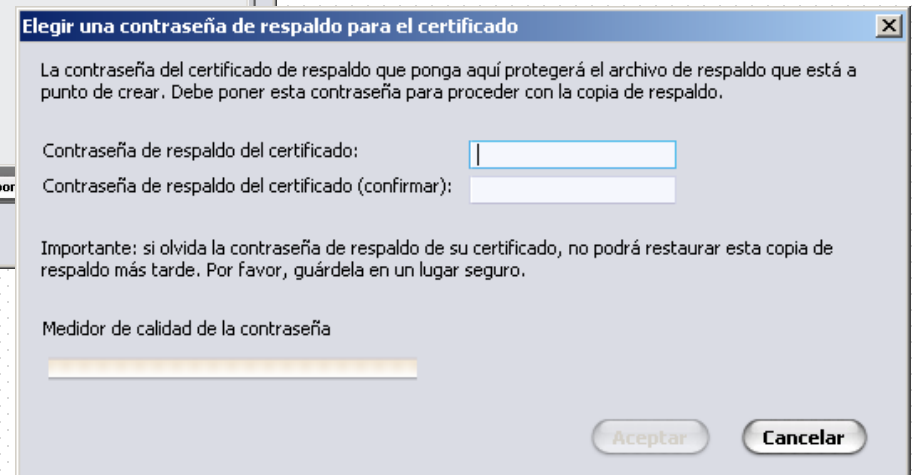 Elegir una contraseña de respaldo para el certificado
La contraseña del certificado de respaldo que ponga aquí protegerá el archivo de respaldo que está a
punto de crear. Debe poner esta contraseña para proceder con la copia de respaldo.
Contraseña de respaldo del certificado:
Contraseña de respaldo del certificado (confirmar):
Importante: si olvida la contraseña de respaldo de su certificado, no podrá restaurar esta copia de
respaldo más tarde. Por favor, guárdela en un lugar seguro.
Medidor de calidad de la contraseña
Aceptar
Cancelar